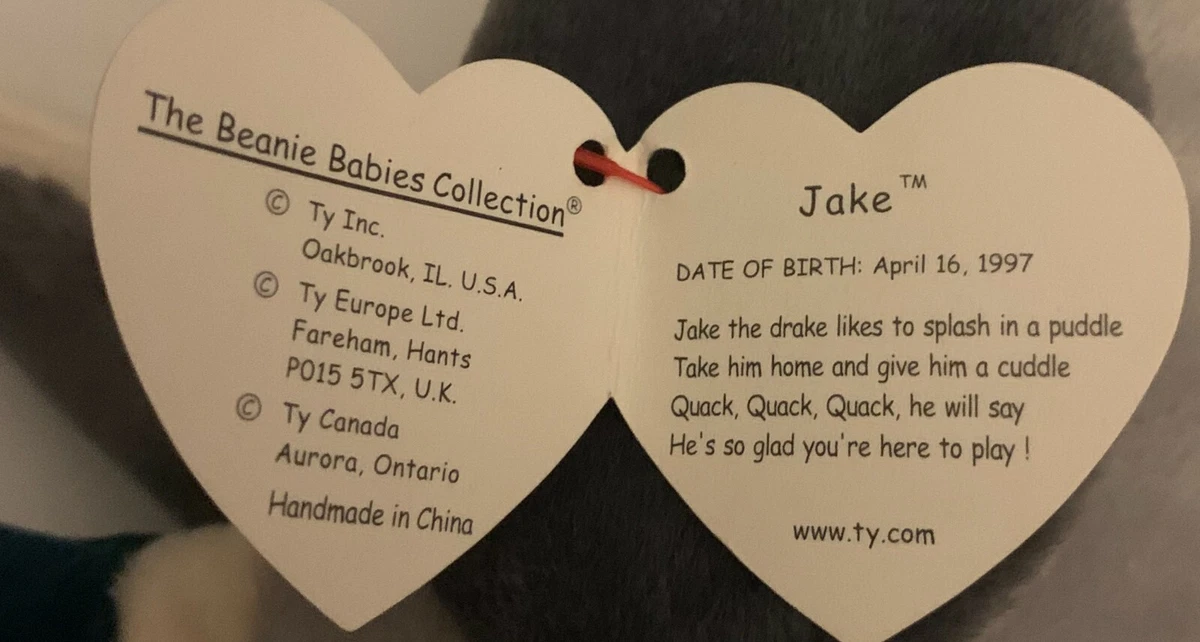 The Beanie Babies Collection®
© Ty Inc.
Oakbrook, IL. U.S.A.
© Ty Europe Ltd.
Fareham, Hants
PO15 5TX, U.K.
© Ty Canada
Aurora, Ontario
Handmade in China
Jake™
DATE OF BIRTH: April 16, 1997
Jake the drake likes to splash in a puddle
Take him home and give him a cuddle
Quack, Quack, Quack, he will say
He's so glad you're here to play !
www.ty.com